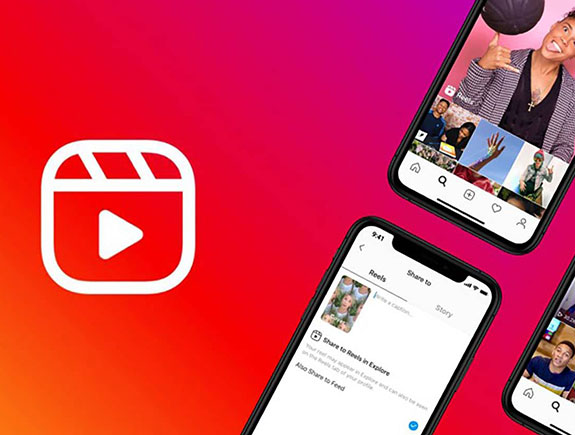 Reels
9:41
Share to
Reels
Story
Write a caption...
Share to Reels in Explore
Your reel may appear in Explore and can also be seen
on the Reels tab of your profile
Also Share to Feed